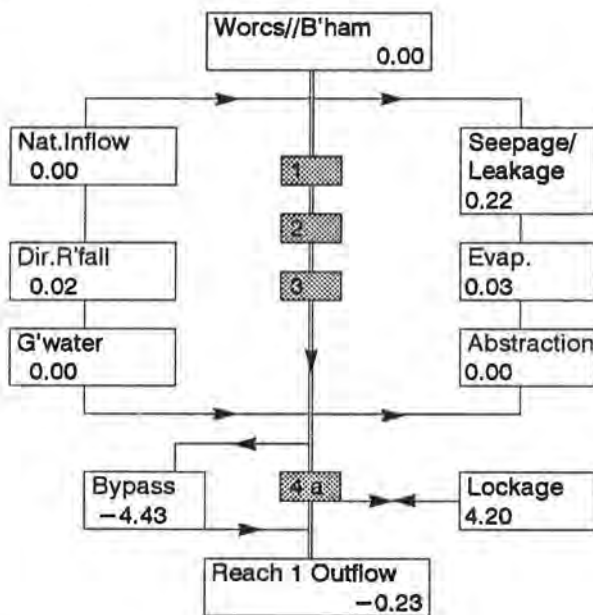 Worcs//B'ham
0.00
Nat.Inflow
0.00
Seepage/
Leakage
0.22
1
2
3
Dir.R'fall
0.02
Evap.
0.03
G'water
0.00
Abstraction
0.00
Bypass
−4.43
4 a
Lockage
4.20
Reach 1 Outflow
−0.23